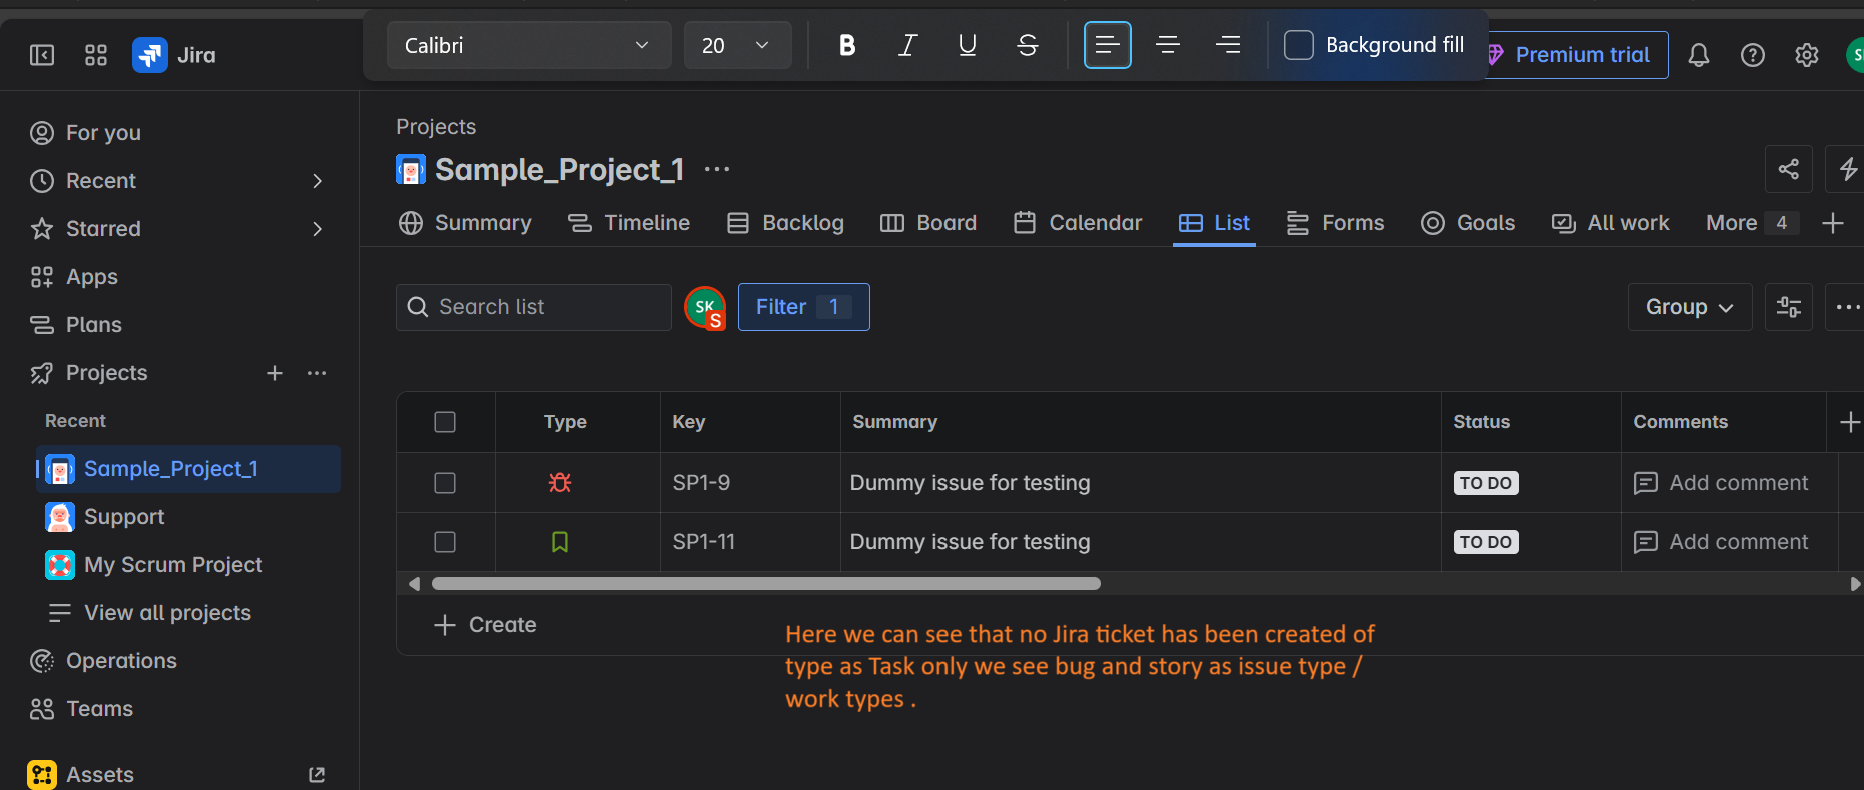 Calibri
20
B
I
U
S
Background fill
Jira
Premium trial
S
For you
Recent
Starred
Apps
Plans
Projects
Recent
Sample_Project_1
Support
My Scrum Project
View all projects
Operations
Teams
Assets
Projects
Sample_Project_1
Summary
Timeline
Backlog
Board
Calendar
List
Forms
Goals
All work
More 4
Search list
SK
S
Filter 1
Group
Type Key Summary Status Comments
SP1-9 Dummy issue for testing TO DO Add comment
SP1-11 Dummy issue for testing TO DO Add comment
Create
Here we can see that no Jira ticket has been created of
type as Task only we see bug and story as issue type /
work types .